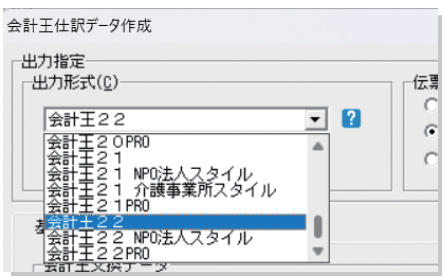 会計王仕訳データ作成
出力指定
出力形式(C)
伝票
会計王22
?
会計王20PRO
会計王21
会計王21 NPO法人スタイル
会計王21 介護事業所スタイル
会計王21PRO
会計王22
会計王22 NPO法人スタイル
会計王22PRO
会計王交換データ